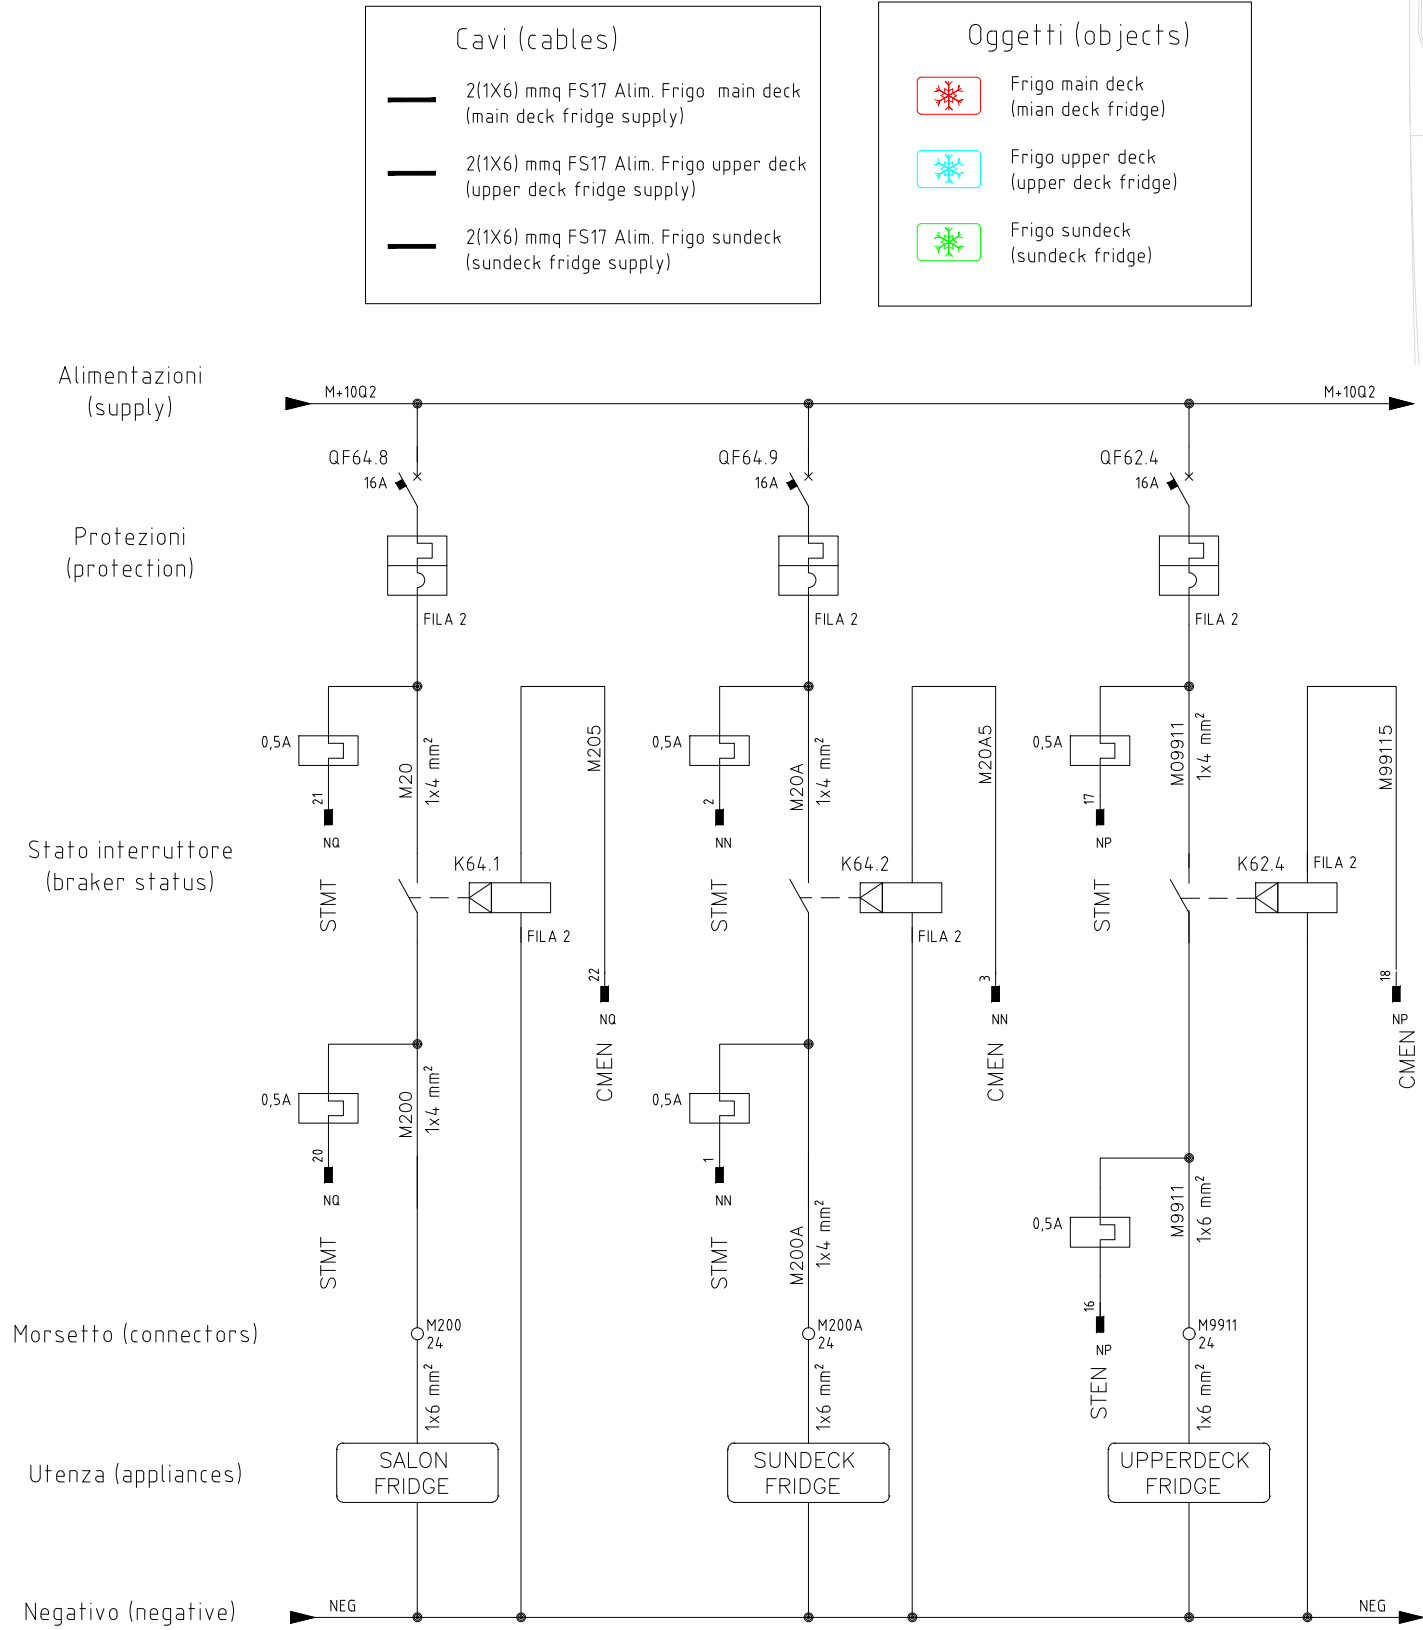 Cavi (cables)
2(1X6) mmq FS17 Alim. Frigo main deck
(main deck fridge supply)
2(1X6) mmq FS17 Alim. Frigo upper deck
(upper deck fridge supply)
2(1X6) mmq FS17 Alim. Frigo sundeck
(sundeck fridge supply)
Oggetti (objects)
Frigo main deck
(mian deck fridge)
Frigo upper deck
(upper deck fridge)
Frigo sundeck
(sundeck fridge)
Alimentazioni
(supply)
M+10Q2
M+10Q2
QF64.8
16A
QF64.9
16A
QF62.4
16A
Protezioni
(protection)
FILA 2
FILA 2
FILA 2
0,5A
21
NQ
STMT
M20
1x4 mm²
M205
0,5A
2
NN
STMT
M20A
1x4 mm²
M20A5
0,5A
17
NP
STMT
M09911
1x4 mm²
M99115
Stato interruttore
(braker status)
K64.1
FILA 2
K64.2
FILA 2
K62.4
FILA 2
22
NQ
CMEN
3
NN
CMEN
18
NP
CMEN
0,5A
20
NQ
STMT
M200
1x4 mm²
0,5A
1
NN
STMT
M200A
1x4 mm²
0,5A
16
NP
STEN
M9911
1x6 mm²
Morsetto (connectors)
M200
24
M200A
24
M9911
24
1x6 mm²
1x6 mm²
1x6 mm²
Utenza (appliances)
SALON
FRIDGE
SUNDECK
FRIDGE
UPPERDECK
FRIDGE
Negativo (negative)
NEG
NEG